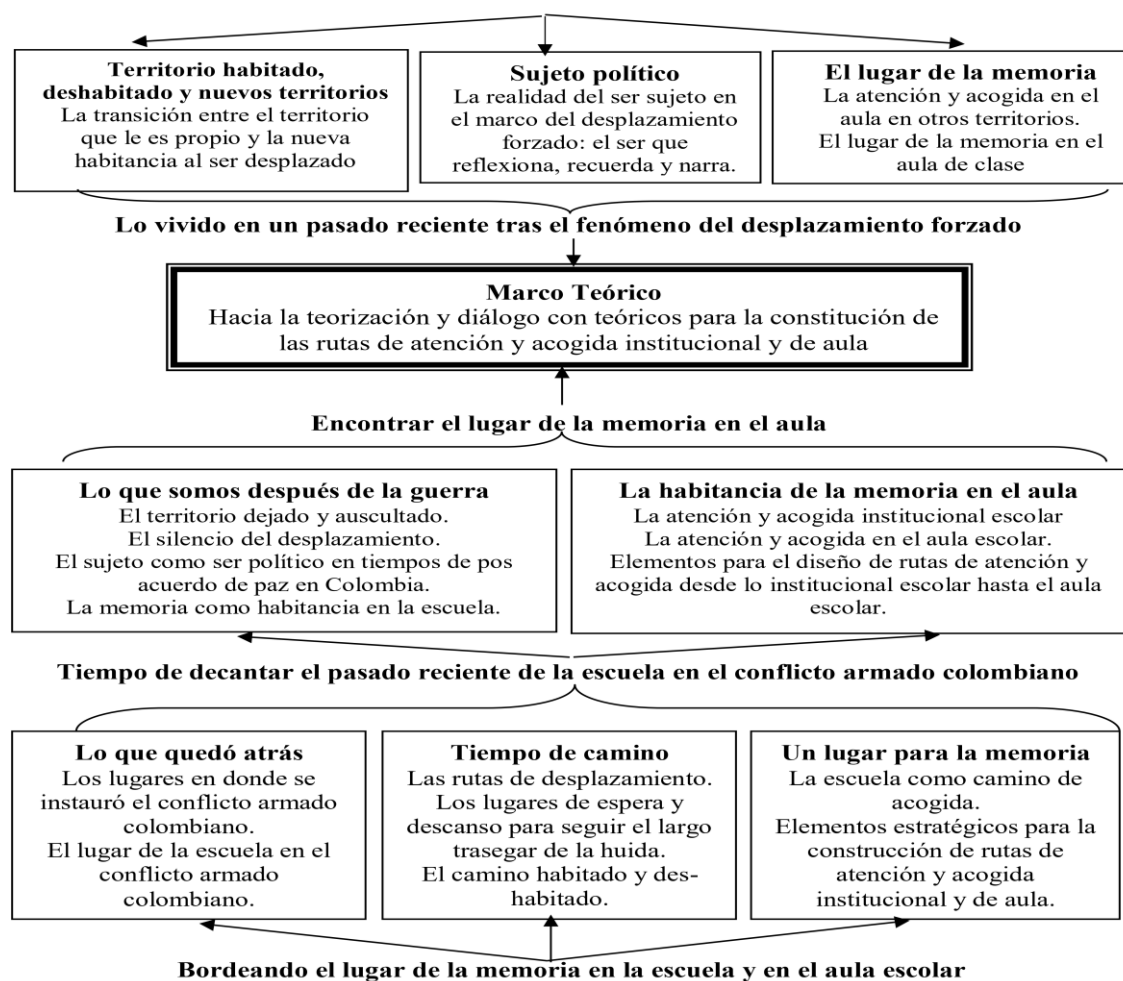 Territorio habitado,
deshabitado y nuevos territorios
La transición entre el territorio
que le es propio y la nueva
habitancia al ser desplazado
Sujeto político
La realidad del ser sujeto en
el marco del desplazamiento
forzado: el ser que
reflexiona, recuerda y narra.
El lugar de la memoria
La atención y acogida en el
aula en otros territorios.
El lugar de la memoria en el
aula de clase
Lo vivido en un pasado reciente tras el fenómeno del desplazamiento forzado
Marco Teórico
Hacia la teorización y diálogo con teóricos para la constitución de
las rutas de atención y acogida institucional y de aula
Encontrar el lugar de la memoria en el aula
Lo que somos después de la guerra
El territorio dejado y auscultado.
El silencio del desplazamiento.
El sujeto como ser político en tiempos de pos
acuerdo de paz en Colombia.
La memoria como habitancia en la escuela.
La habitancia de la memoria en el aula
La atención y acogida institucional escolar
La atención y acogida en el aula escolar.
Elementos para el diseño de rutas de atención y
acogida desde lo institucional escolar hasta el aula
escolar.
Tiempo de decantar el pasado reciente de la escuela en el conflicto armado colombiano
Lo que quedó atrás
Los lugares en donde se
instauró el conflicto armado
colombiano.
El lugar de la escuela en el
conflicto armado
colombiano.
Tiempo de camino
Las rutas de desplazamiento.
Los lugares de espera y
descanso para seguir el largo
trasegar de la huida.
El camino habitado y des-
habitado.
Un lugar para la memoria
La escuela como camino de
acogida.
Elementos estratégicos para la
construcción de rutas de
atención y acogida
institucional y de aula.
Bordeando el lugar de la memoria en la escuela y en el aula escolar